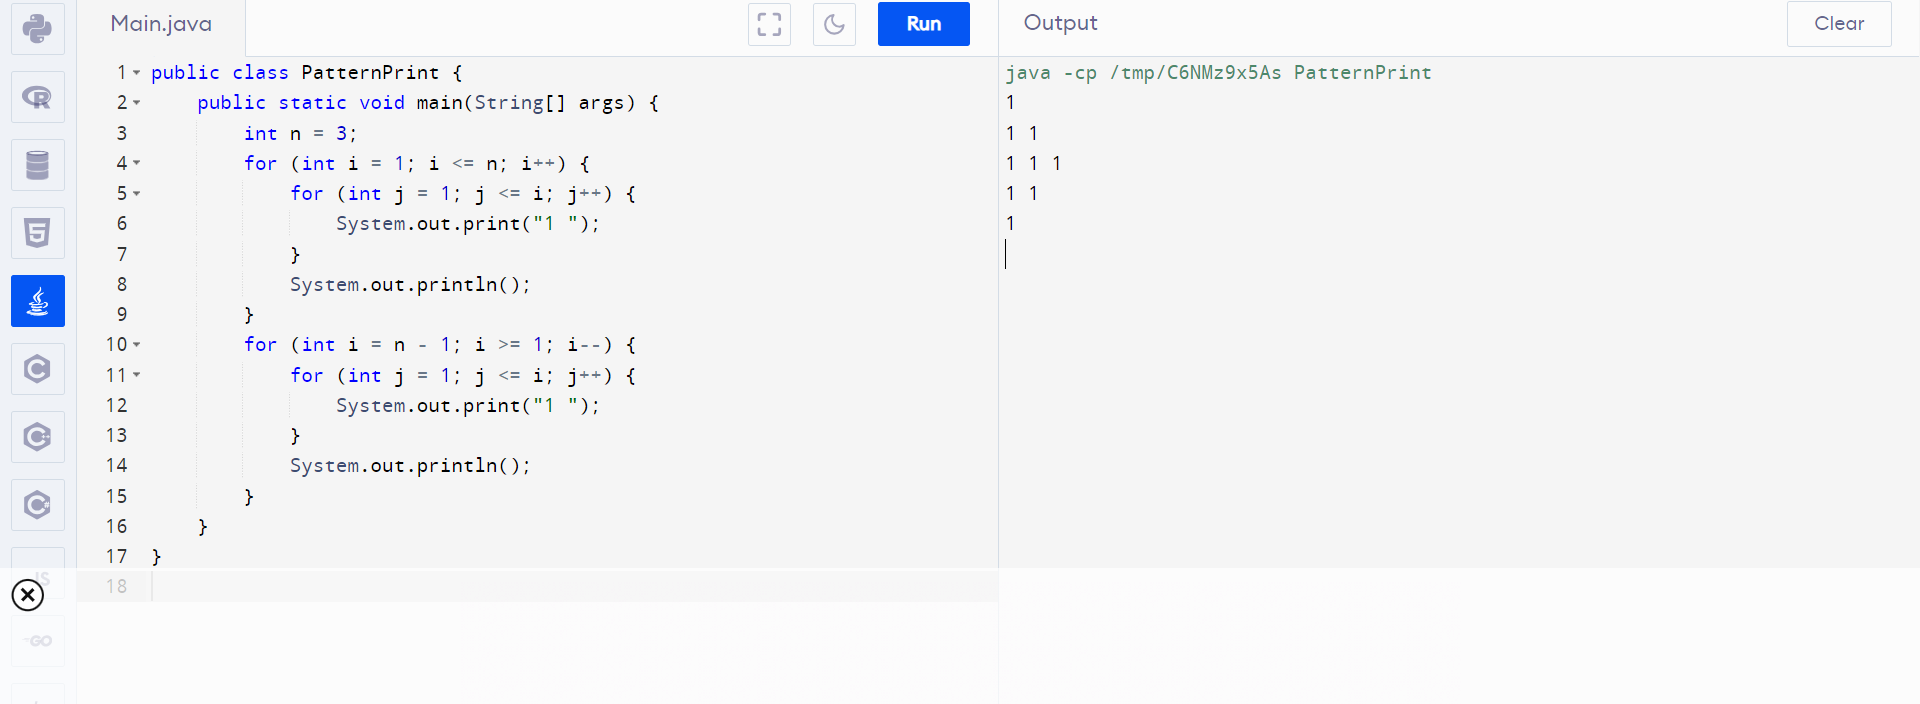 Main.java
Run
1 public class PatternPrint {
2     public static void main(String[] args) {
3         int n = 3;
4         for (int i = 1; i <= n; i++) {
5             for (int j = 1; j <= i; j++) {
6                 System.out.print("1 ");
7             }
8             System.out.println();
9         }
10         for (int i = n - 1; i >= 1; i--) {
11             for (int j = 1; j <= i; j++) {
12                 System.out.print("1 ");
13             }
14             System.out.println();
15         }
16     }
17 }
18
Output
Clear
java -cp /tmp/C6NMz9x5As PatternPrint
1
1 1
1 1 1
1 1
1
R
5
C
C++
C#
JS
GO